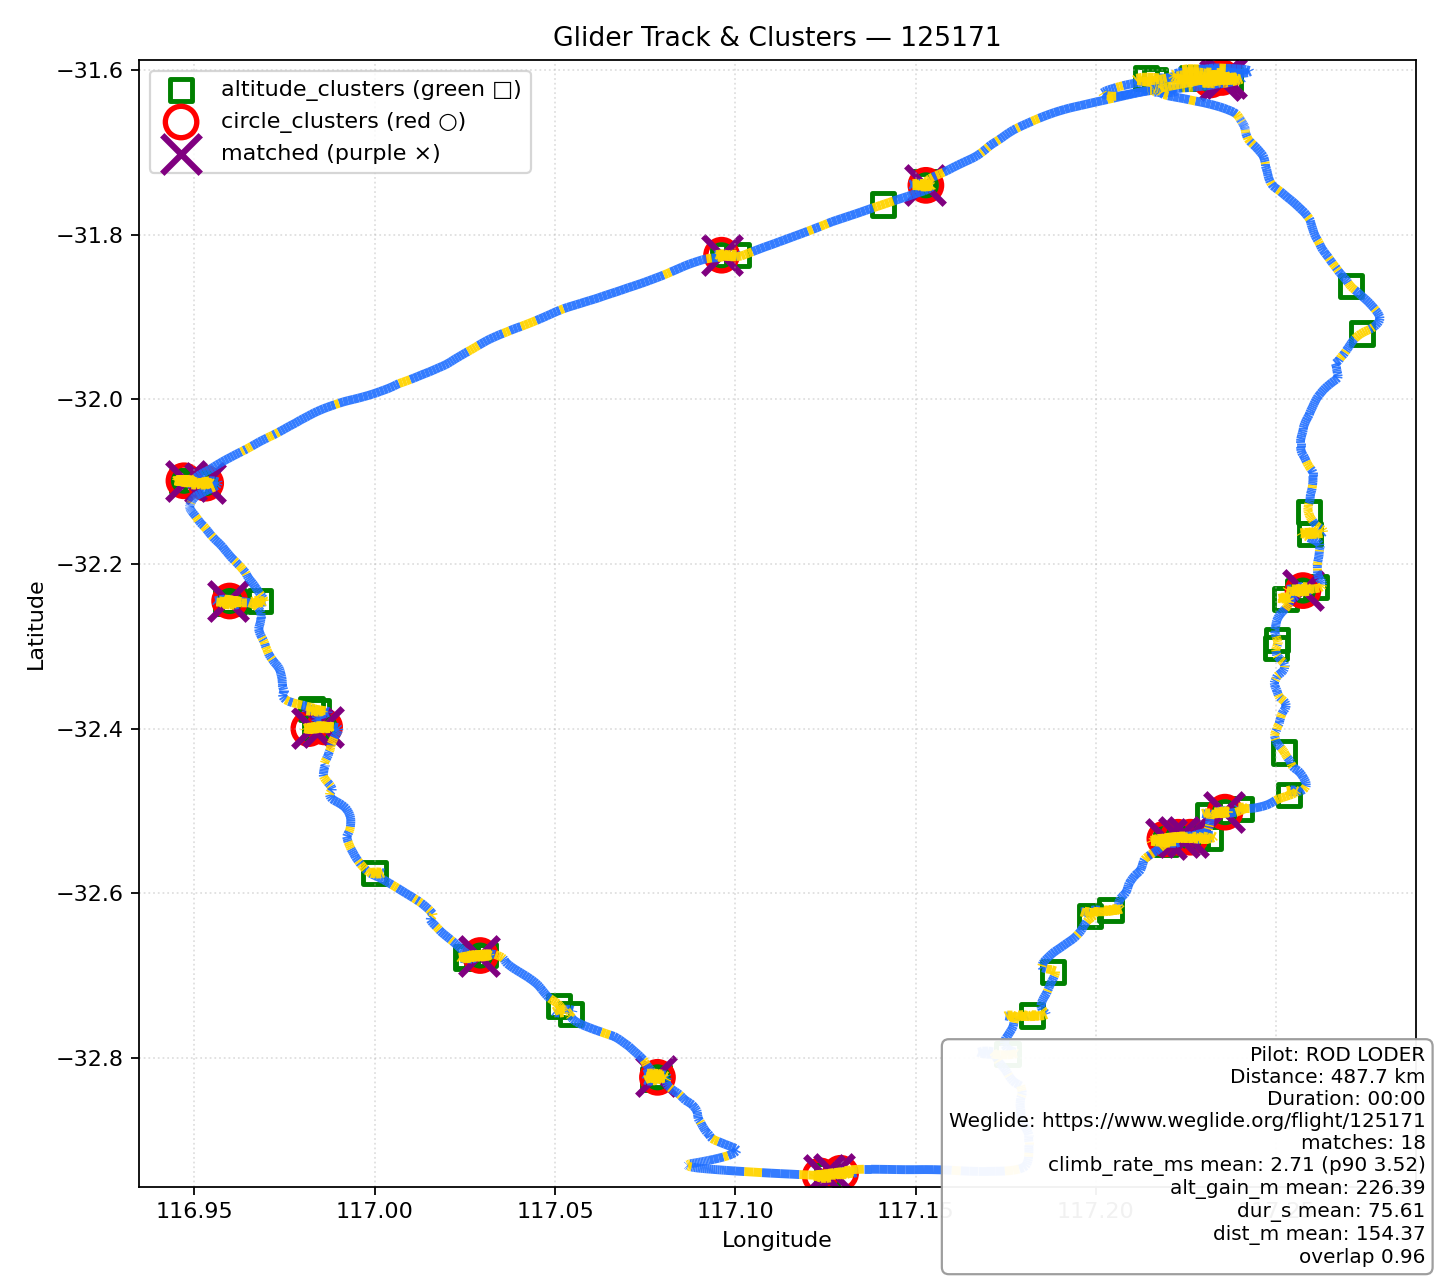 Glider Track & Clusters — 125171
altitude_clusters (green □)
circle_clusters (red ○)
matched (purple ×)
Latitude
−31.6
−31.8
−32.0
−32.2
−32.4
−32.6
−32.8
116.95
117.00
117.05
117.10
117.15
117.20
Longitude
Pilot: ROD LODER
Distance: 487.7 km
Duration: 00:00
Weglide: https://www.weglide.org/flight/125171
matches: 18
climb_rate_ms mean: 2.71 (p90 3.52)
alt_gain_m mean: 226.39
dur_s mean: 75.61
dist_m mean: 154.37
overlap 0.96